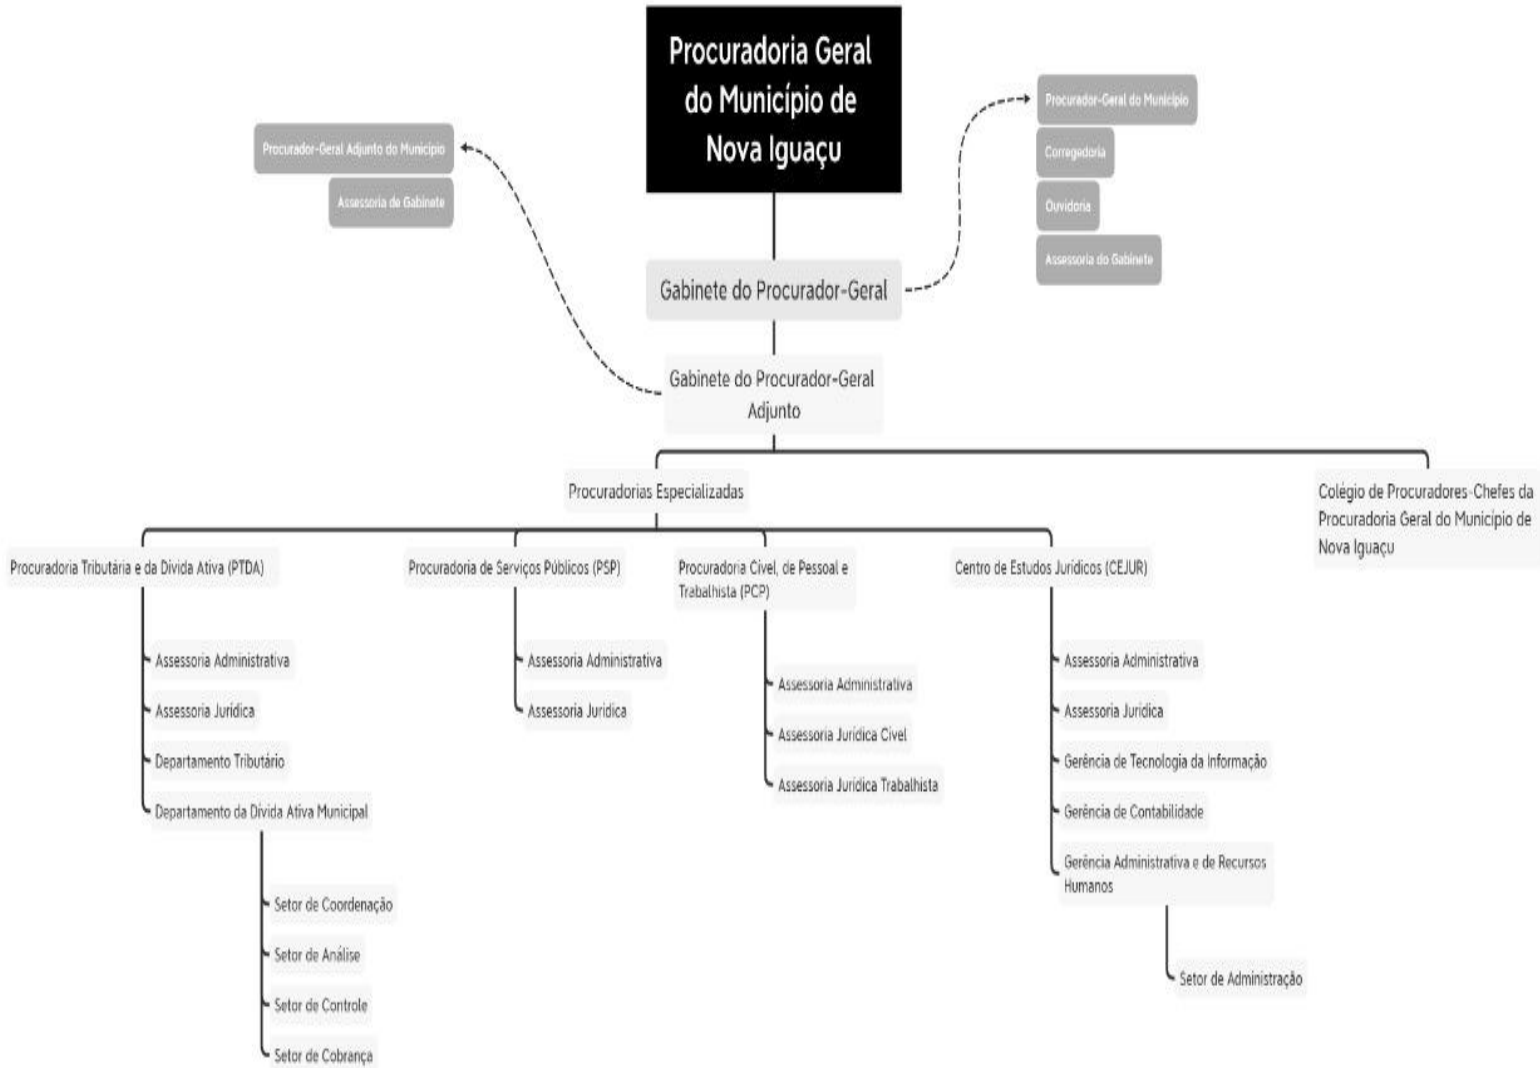 Procuradoria Geral
do Município de
Nova Iguaçu
Procurador-Geral do Município
Corregedoria
Ouvidoria
Assessoria do Gabinete
Procurador-Geral Adjunto do Município
Assessoria de Gabinete
Gabinete do Procurador-Geral
Gabinete do Procurador-Geral
Adjunto
Procuradorias Especializadas
Colégio de Procuradores-Chefes da
Procuradoria Geral do Município de
Nova Iguaçu
Procuradoria Tributária e da Dívida Ativa (PTDA)
Assessoria Administrativa
Assessoria Jurídica
Departamento Tributário
Departamento da Dívida Ativa Municipal
Setor de Coordenação
Setor de Análise
Setor de Controle
Setor de Cobrança
Procuradoria de Serviços Públicos (PSP)
Assessoria Administrativa
Assessoria Jurídica
Procuradoria Cível, de Pessoal e
Trabalhista (PCP)
Assessoria Administrativa
Assessoria Jurídica Cível
Assessoria Jurídica Trabalhista
Centro de Estudos Jurídicos (CEJUR)
Assessoria Administrativa
Assessoria Jurídica
Gerência de Tecnologia da Informação
Gerência de Contabilidade
Gerência Administrativa e de Recursos
Humanos
Setor de Administração